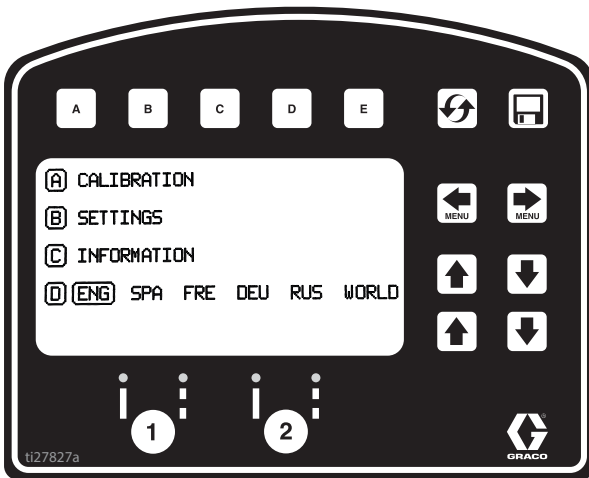 A B C D E
A CALIBRATION
B SETTINGS
C INFORMATION
D ENG SPA FRE DEU RUS WORLD
MENU MENU
1 2
ti27827a
GRACO